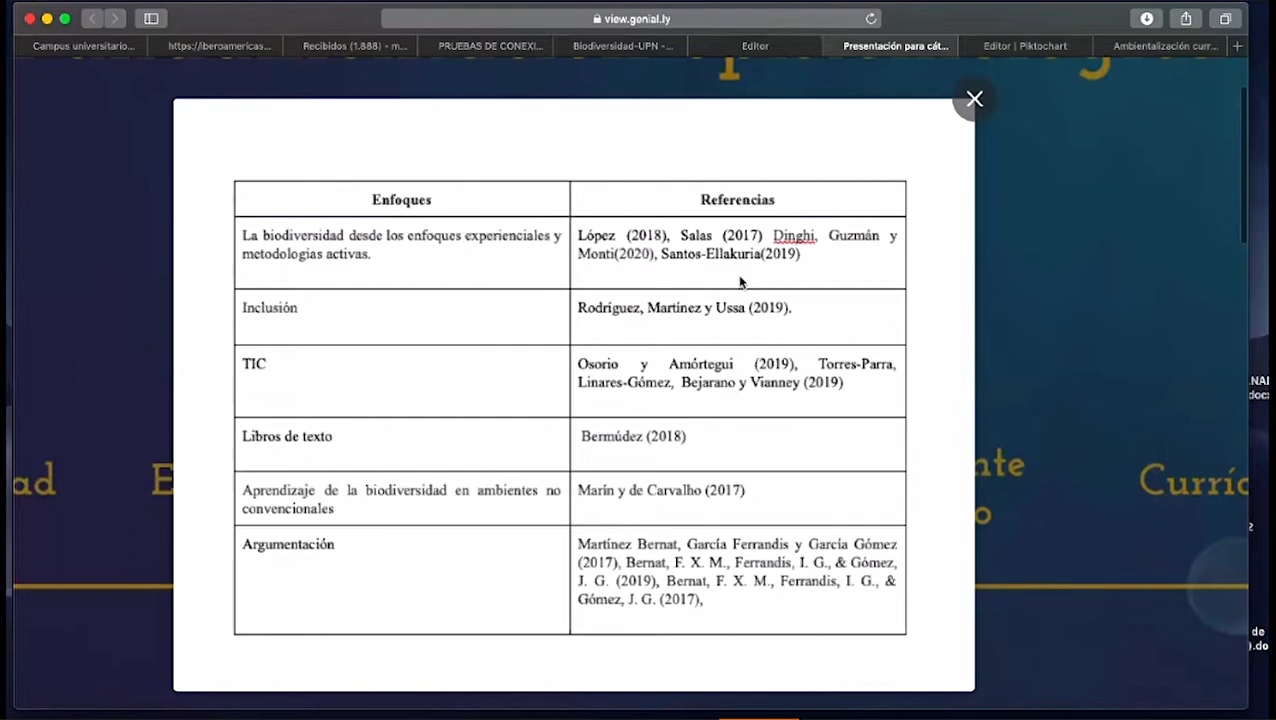 view.genial.ly
Campus universitario...
https://iberoamericas...
Recibidos (1.888) - m...
PRUEBAS DE CONEXI...
Biodiversidad-UPN -...
Editor
Presentación para cát...
Editor | Piktochart
Ambientalización curr...
Enfoques
Referencias
La biodiversidad desde los enfoques experienciales y
metodologías activas.
López (2018), Salas (2017) Dinghi, Guzmán y
Monti(2020), Santos-Ellakuria(2019)
Inclusión
Rodríguez, Martínez y Ussa (2019).
TIC
Osorio y Amórtegui (2019), Torres-Parra,
Linares-Gómez, Bejarano y Vianney (2019)
Libros de texto
Bermúdez (2018)
Aprendizaje de la biodiversidad en ambientes no
convencionales
Marín y de Carvalho (2017)
Argumentación
Martínez Bernat, García Ferrandis y García Gómez
(2017), Bernat, F. X. M., Ferrandis, I. G., & Gómez,
J. G. (2019), Bernat, F. X. M., Ferrandis, I. G., &
Gómez, J. G. (2017),
ad
E
nte
o
Curríc
NAL
docx
2
de
).do